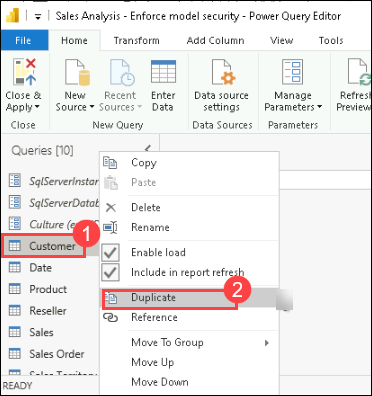 Sales Analysis - Enforce model security - Power Query Editor
File Home Transform Add Column View Tools
Close & Apply New Source Recent Sources Enter Data Data source settings Manage Parameters Refresh Preview
Close New Query Data Sources Parameters
Queries [10]
SqlServerInstan
SqlServerDatab
Culture (e
Customer
1
Date
Product
Reseller
Sales
Sales Order
Sales Territory
READY
Copy
Paste
Delete
Rename
Enable load
Include in report refresh
Duplicate
2
Reference
Move To Group
Move Up
Move Down